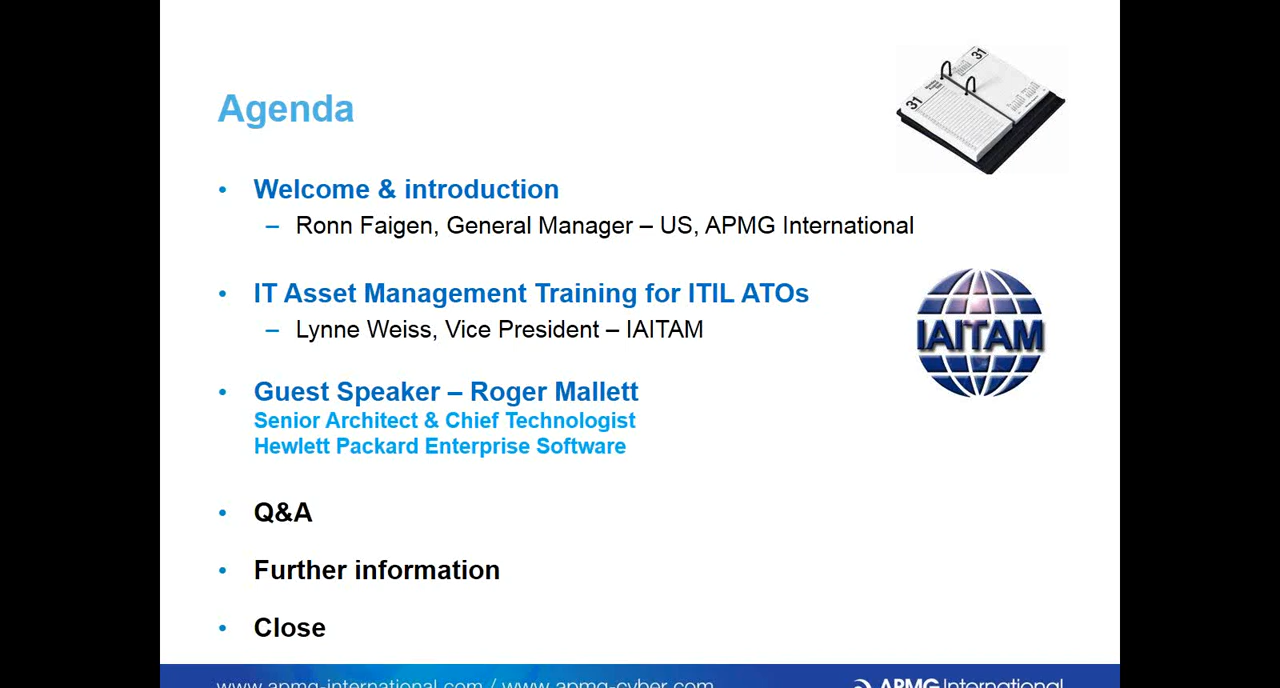 Agenda
31
31
• Welcome & introduction
– Ronn Faigen, General Manager – US, APMG International
• IT Asset Management Training for ITIL ATOs
– Lynne Weiss, Vice President – IAITAM
IAITAM
• Guest Speaker – Roger Mallett
Senior Architect & Chief Technologist
Hewlett Packard Enterprise Software
• Q&A
• Further information
• Close
www.apmg-international.com / www.apmg-cyber.com
APMG International